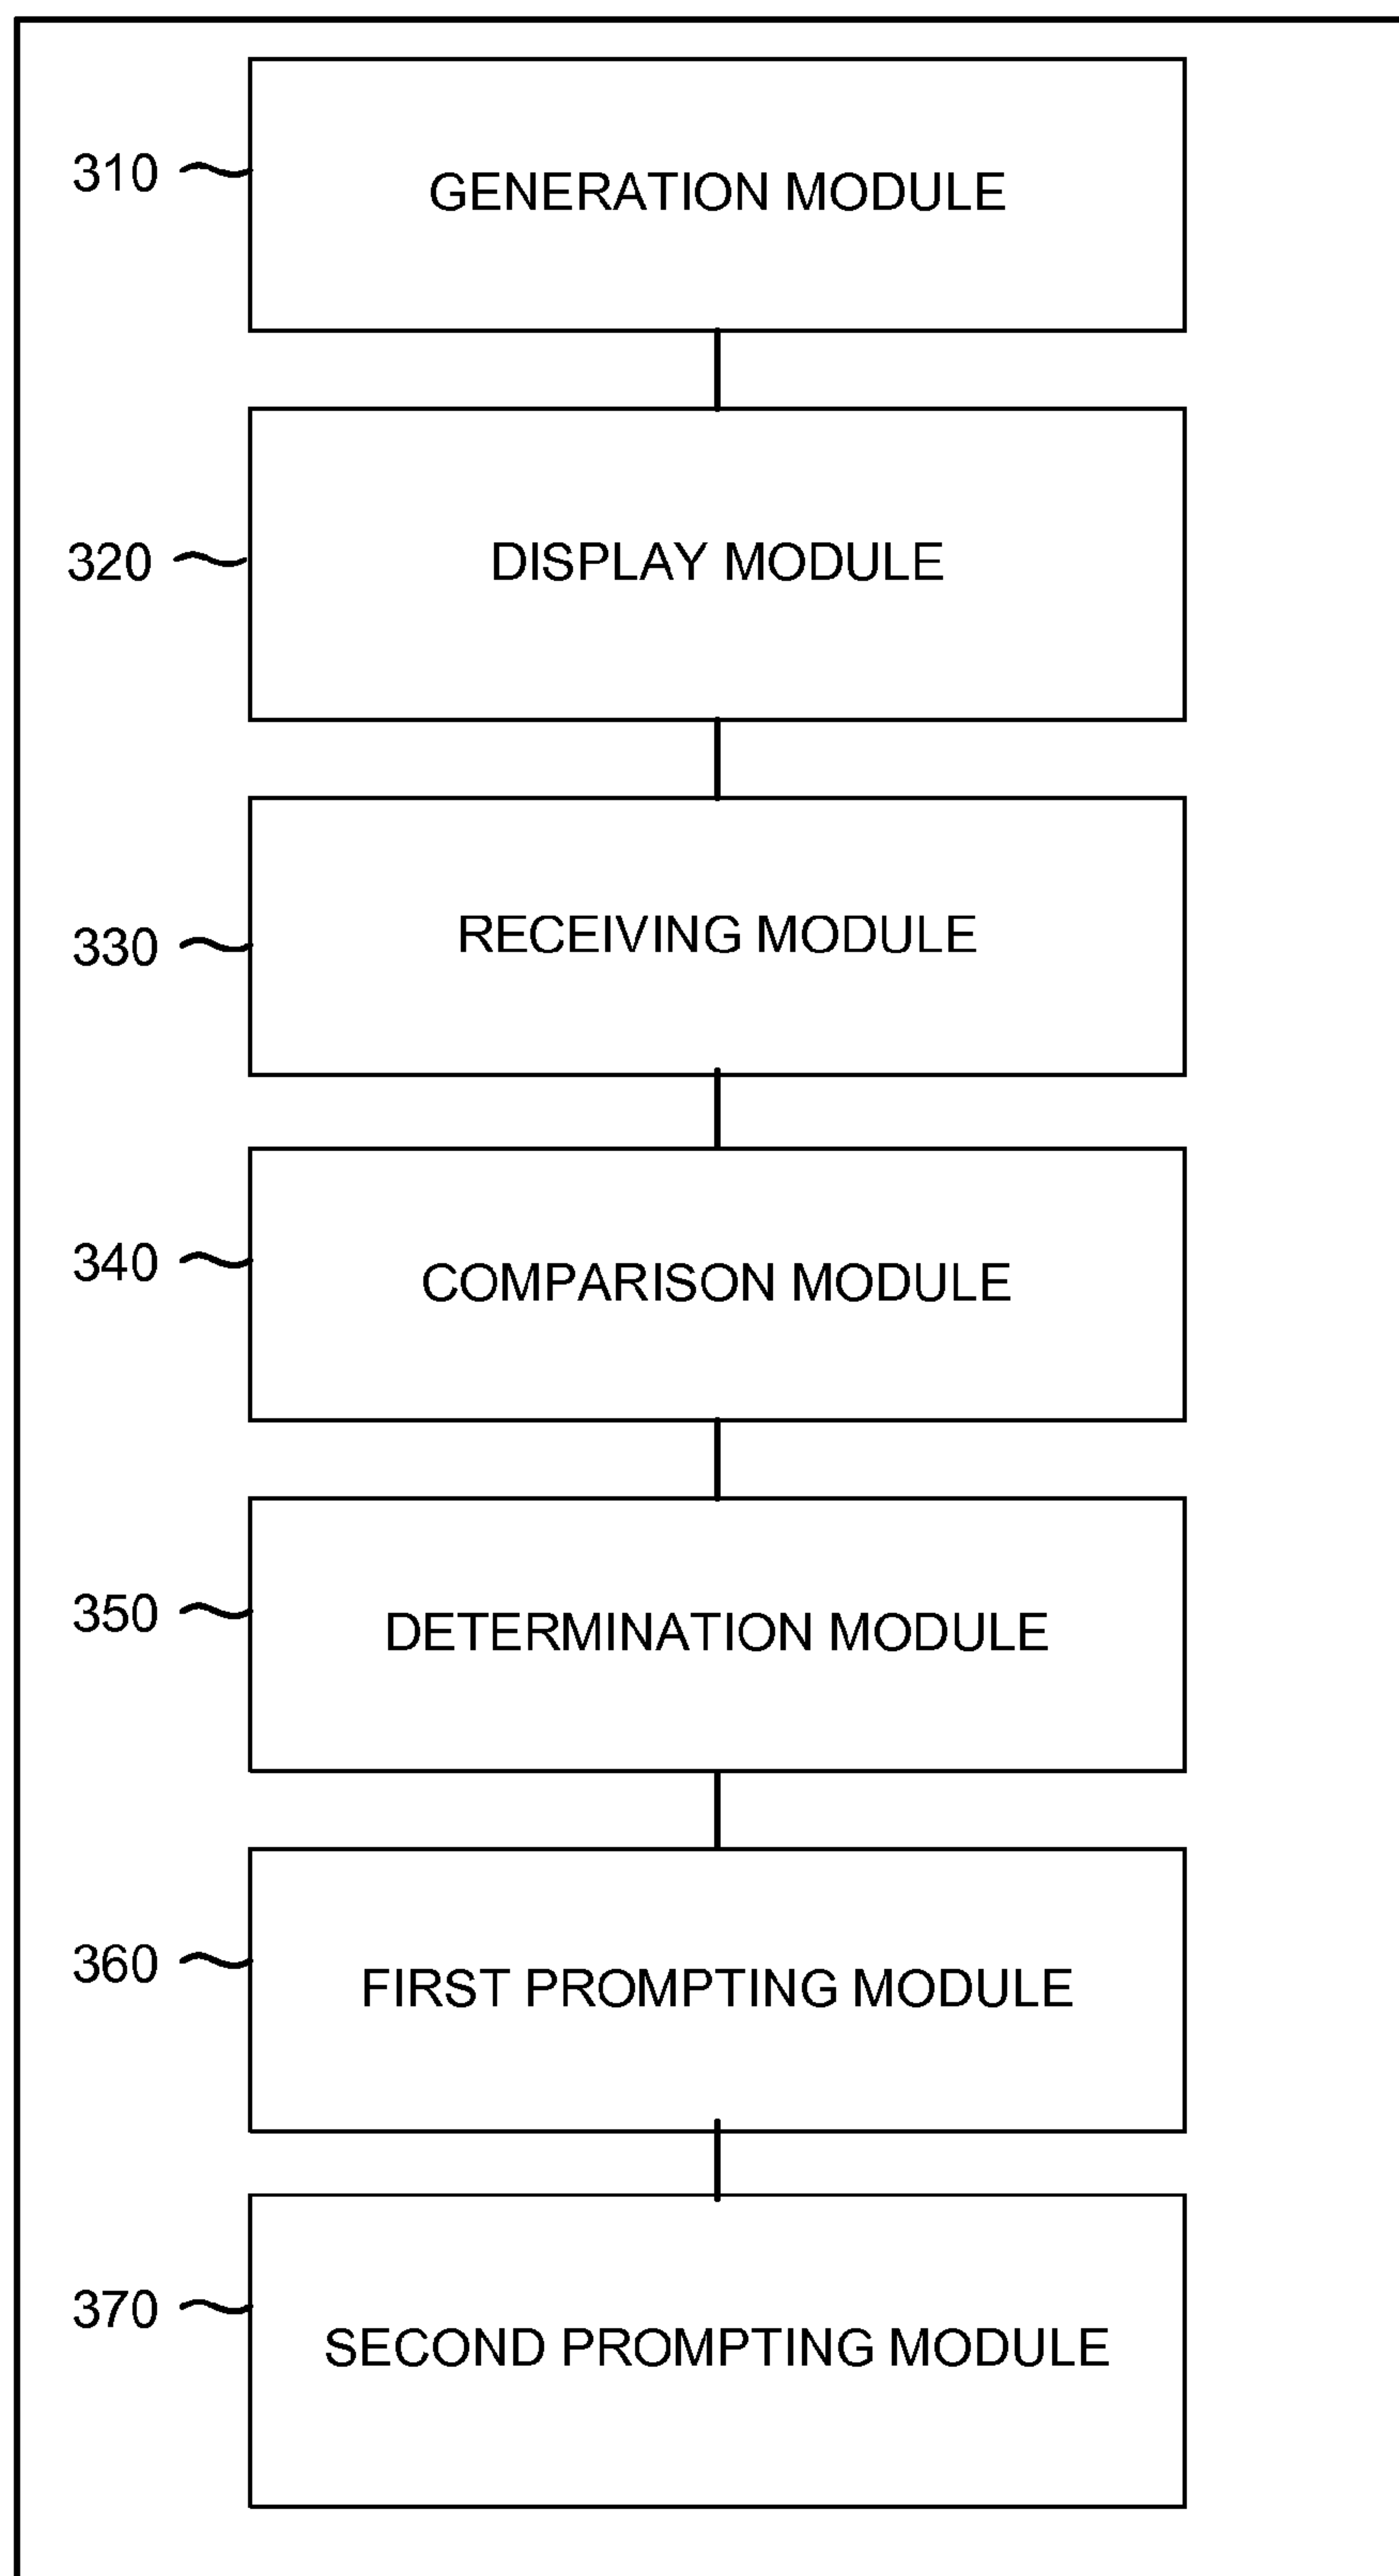 310 GENERATION MODULE
320 DISPLAY MODULE
330 RECEIVING MODULE
340 COMPARISON MODULE
350 DETERMINATION MODULE
360 FIRST PROMPTING MODULE
370 SECOND PROMPTING MODULE